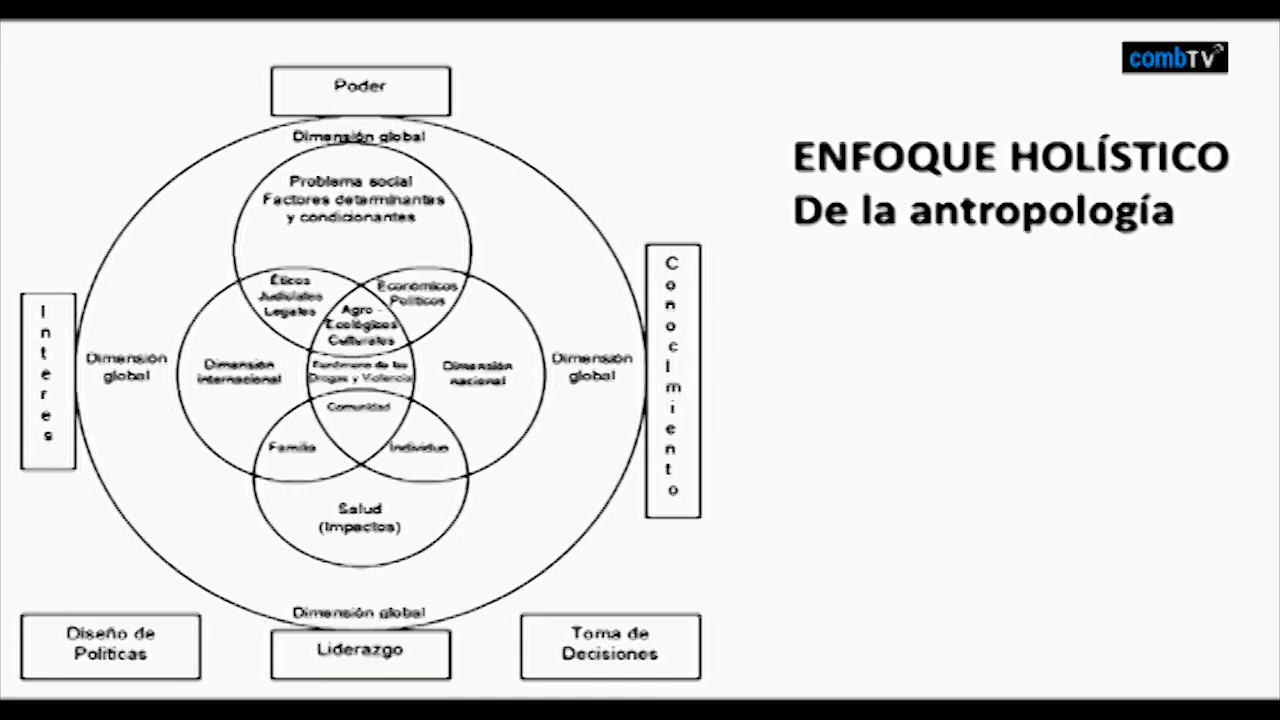 combTV
ENFOQUE HOLÍSTICO
De la antropología
Poder
Dimensión global
Problema social
Factores determinantes
y condicionantes
Éticos
Judiciales
Legales
Económicos
Políticos
Agro -
Ecológicos
Culturales
Interes
Conocimiento
Dimensión
global
Dimensión
internacional
Fenómeno de las
Drogas y Violencia
Dimensión
nacional
Dimensión
global
Comunidad
Familia
Individuo
Salud
(Impactos)
Dimensión global
Diseño de
Políticas
Liderazgo
Toma de
Decisiones